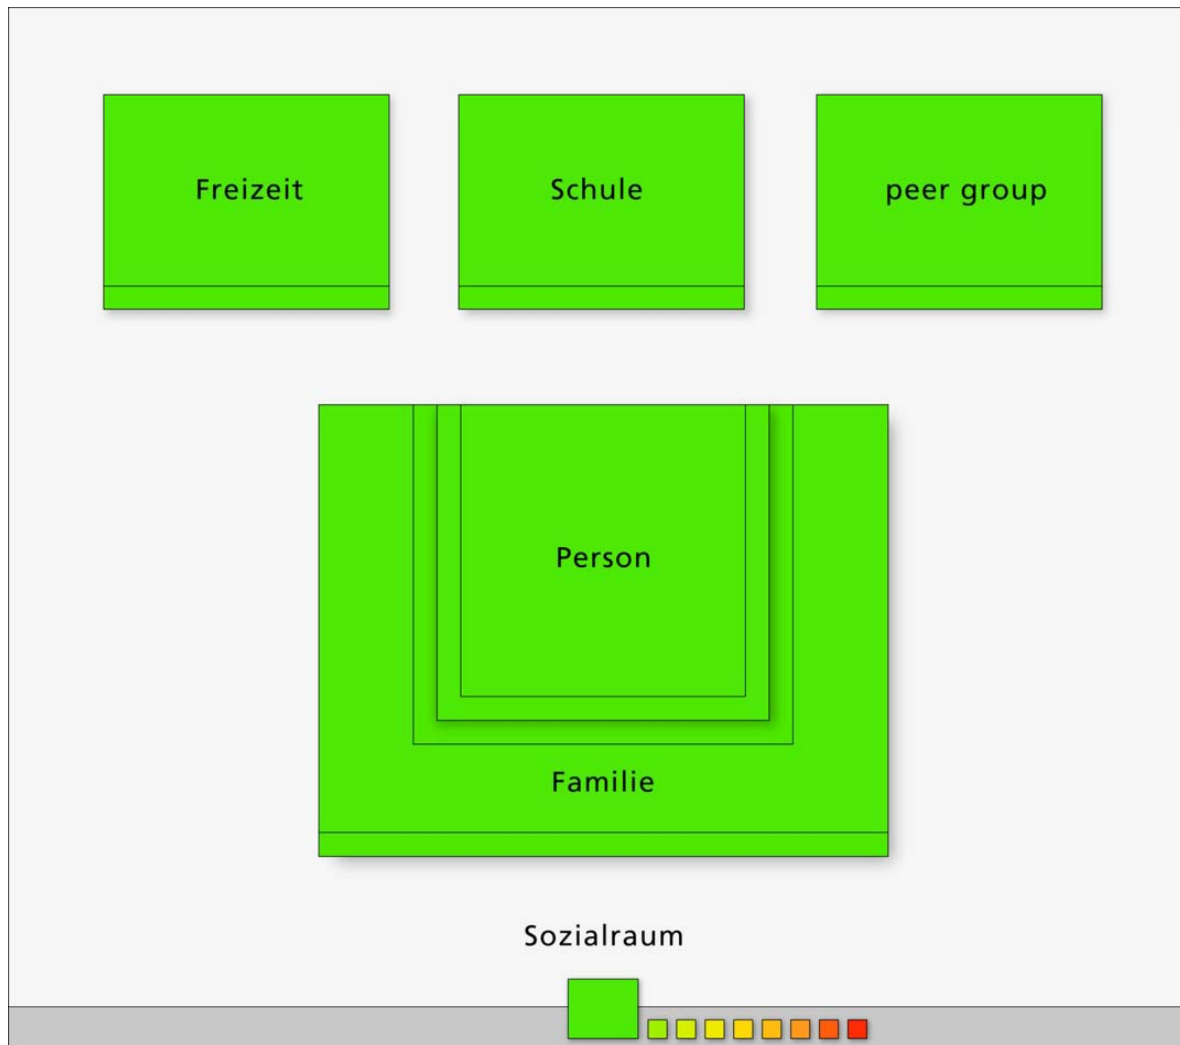 Freizeit
Schule
peer group
Person
Familie
Sozialraum